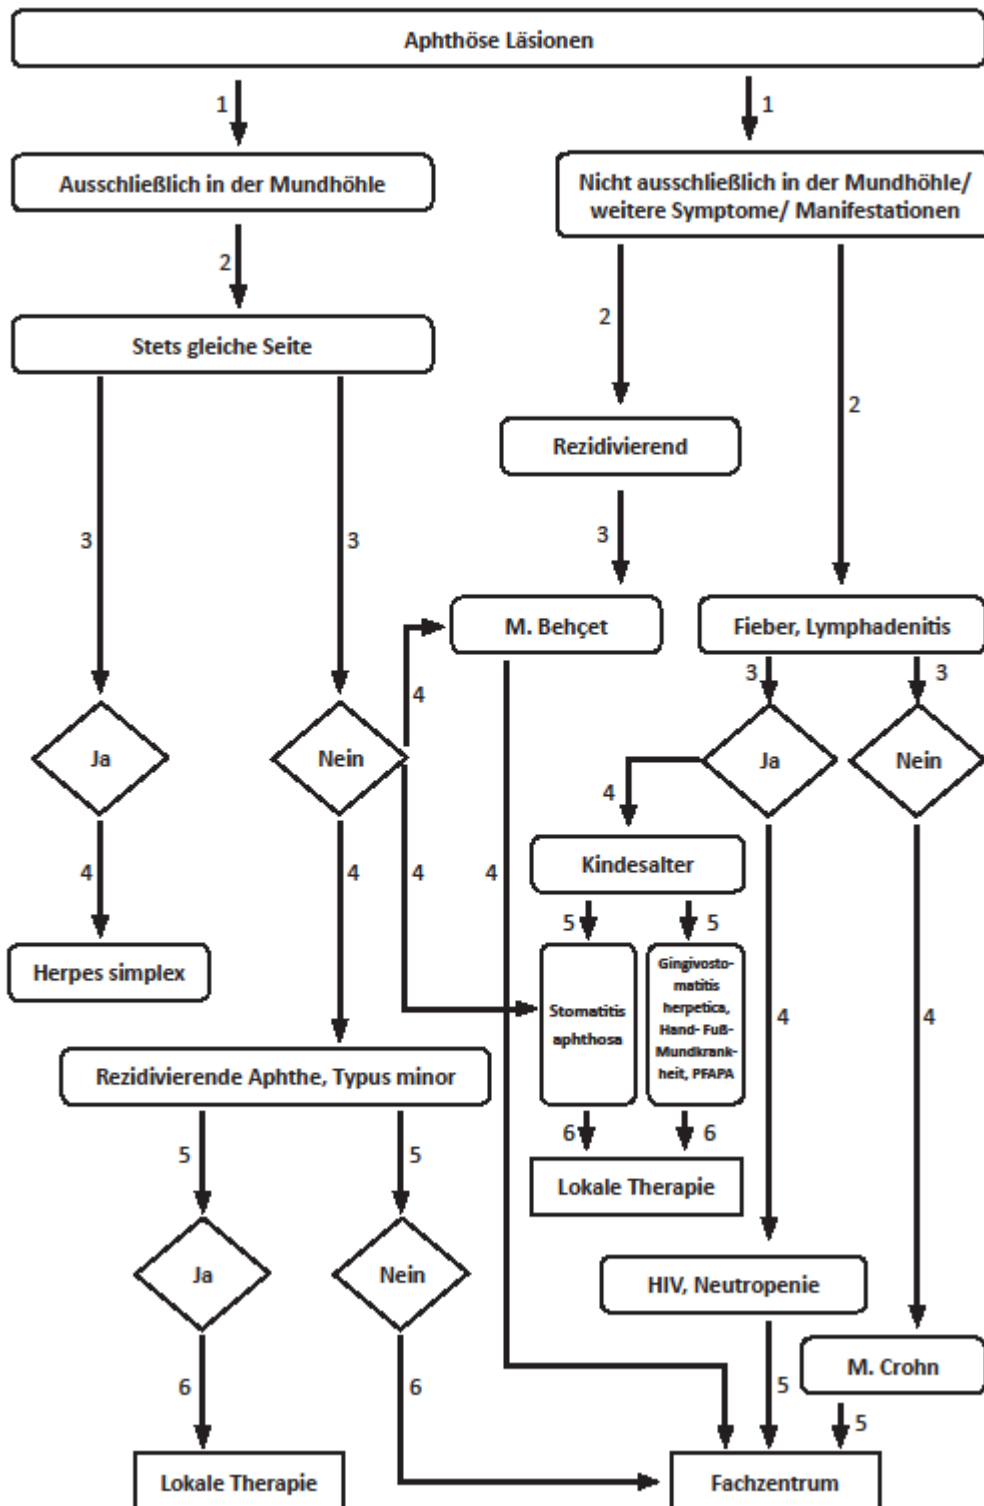 Aphthöse Läsionen
1
1
Ausschließlich in der Mundhöhle
Nicht ausschließlich in der Mundhöhle/
weitere Symptome/ Manifestationen
2
2
2
Stets gleiche Seite
Rezidivierend
3
3
3
M. Behçet
Fieber, Lymphadenitis
3
3
4
Ja
Nein
Ja
Nein
4
4
4
4
4
Kindesalter
5
5
Herpes simplex
Stomatitis
aphthosa
Gingivosto-
matitis
herpetica,
Hand- Fuß-
Mundkrank-
heit, PFAPA
4
4
Rezidivierende Aphthe, Typus minor
5
5
6
6
Lokale Therapie
Ja
Nein
HIV, Neutropenie
M. Crohn
6
6
5
5
Lokale Therapie
Fachzentrum